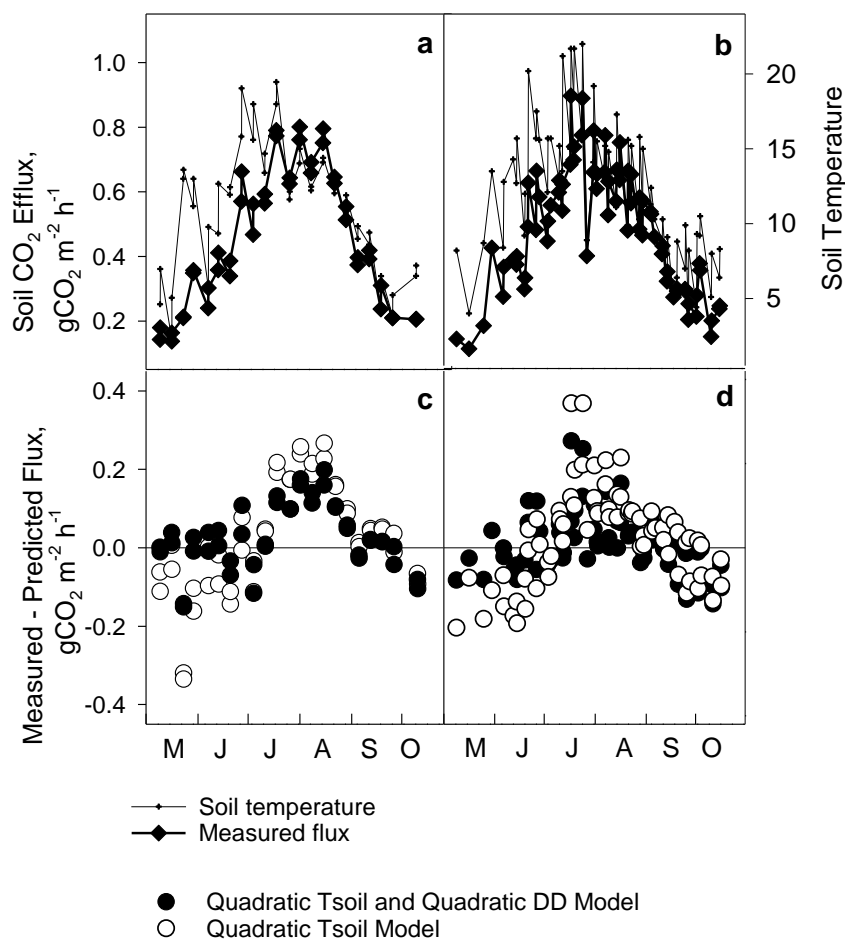 a
b
1.0
0.8
0.6
0.4
0.2
Soil CO2 Efflux,
gCO2 m-2 h-1
20
15
10
5
Soil Temperature
c
d
0.4
0.2
0.0
-0.2
-0.4
Measured - Predicted Flux,
gCO2 m-2 h-1
M J J A S O
M J J A S O
Soil temperature
Measured flux
Quadratic Tsoil and Quadratic DD Model
Quadratic Tsoil Model